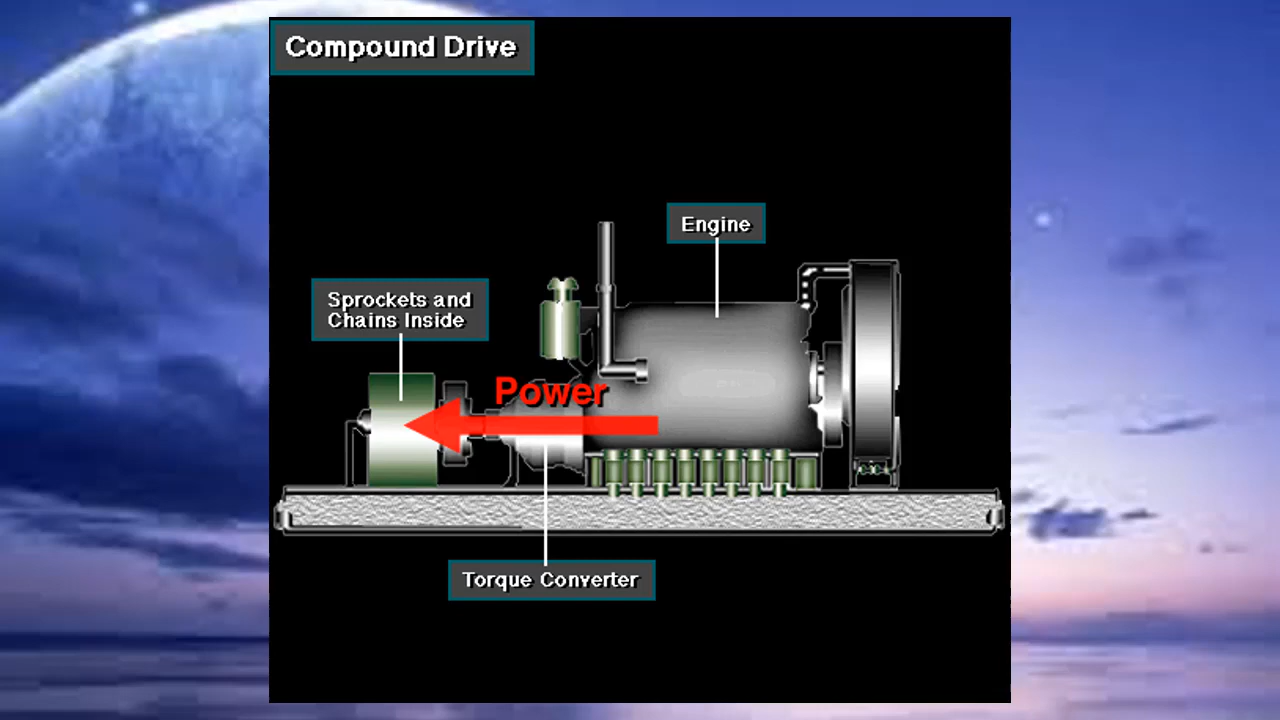 Compound Drive
Engine
Sprockets and
Chains Inside
Power
Torque Converter